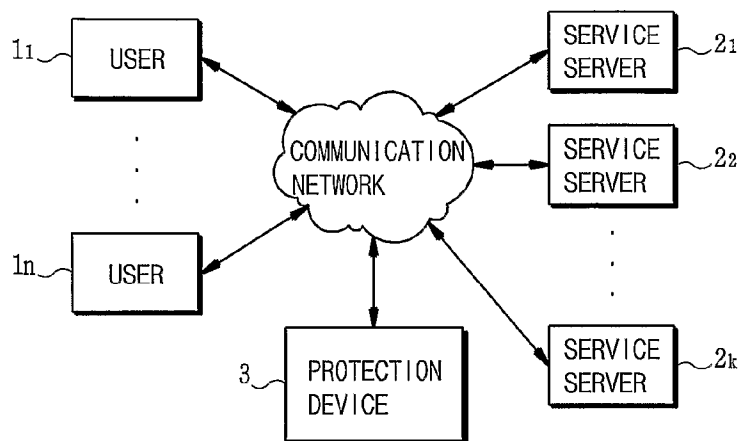 1₁
USER
SERVICE
SERVER
2₁
COMMUNICATION
NETWORK
SERVICE
SERVER
2₂
1n
USER
3
PROTECTION
DEVICE
SERVICE
SERVER
2k